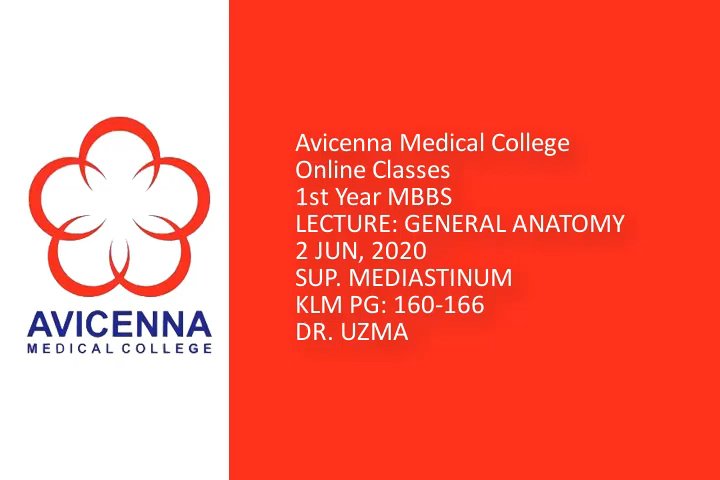 AVICENNA
MEDICAL COLLEGE
Avicenna Medical College
Online Classes
1st Year MBBS
LECTURE: GENERAL ANATOMY
2 JUN, 2020
SUP. MEDIASTINUM
KLM PG: 160-166
DR. UZMA